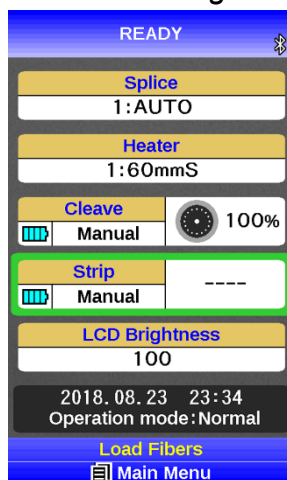 READY
Splice
1:AUTO
Heater
1:60mmS
Cleave
Manual
100%
Strip
Manual
----
LCD Brightness
100
2018.08.23 23:34
Operation mode:Normal
Load Fibers
Main Menu